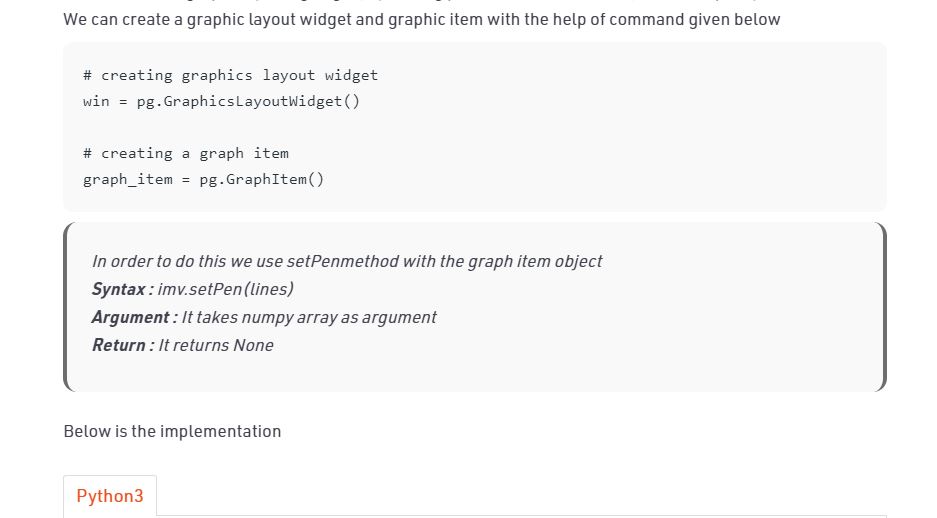 We can create a graphic layout widget and graphic item with the help of command given below
# creating graphics layout widget
win = pg.GraphicsLayoutWidget()
# creating a graph item
graph_item = pg.GraphItem()
In order to do this we use setPenmethod with the graph item object
Syntax : imv.setPen(lines)
Argument : It takes numpy array as argument
Return : It returns None
Below is the implementation
Python3